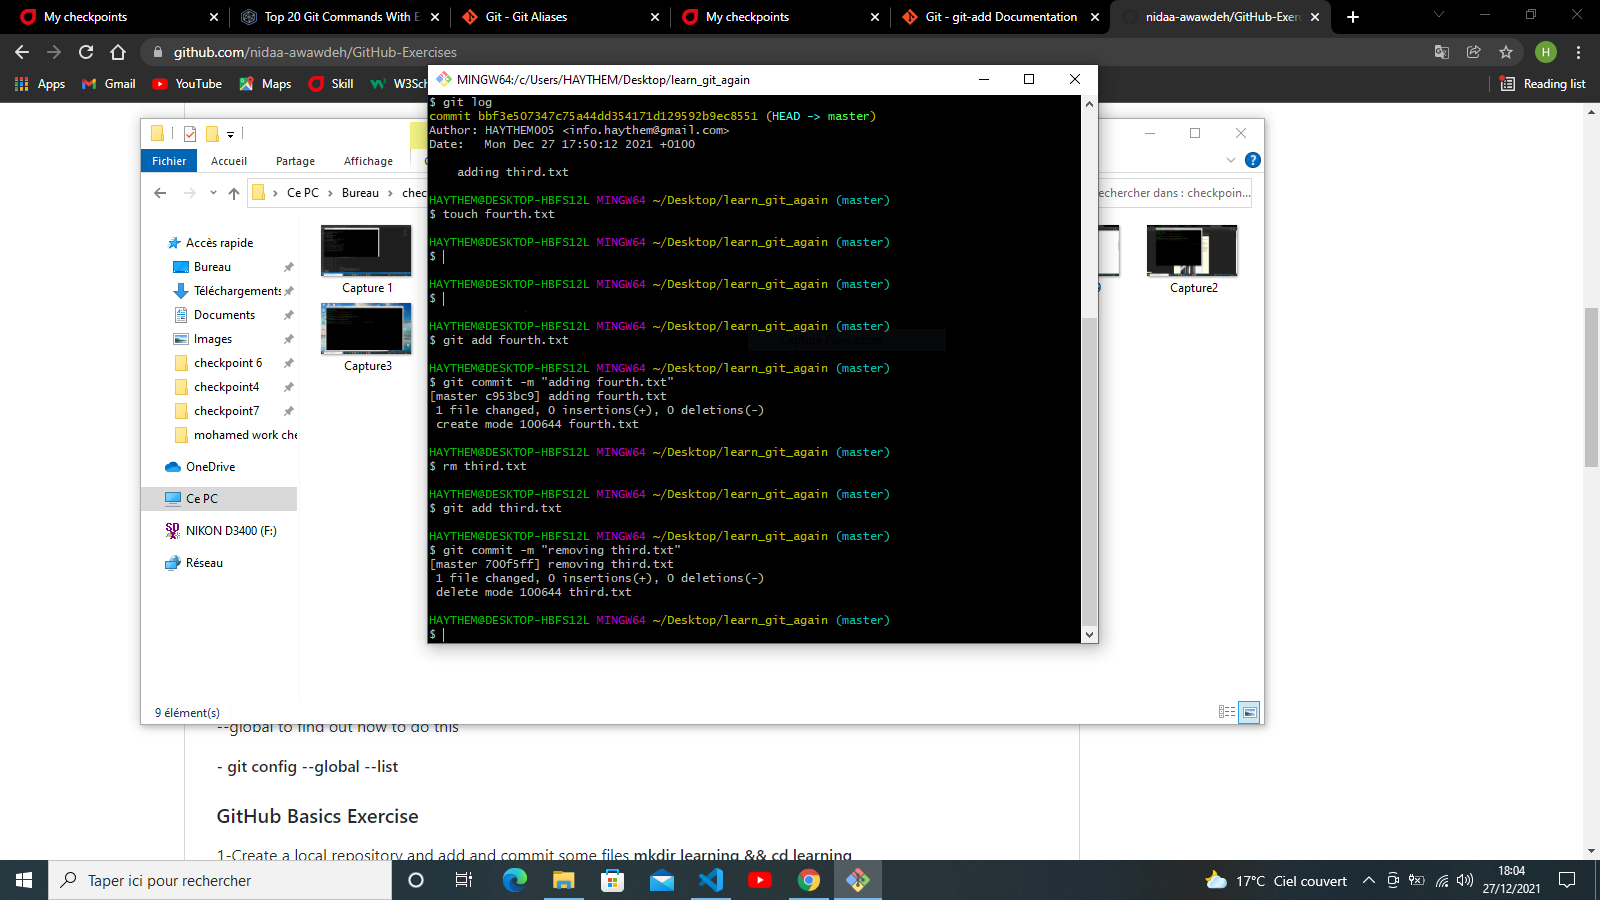 My checkpoints
Top 20 Git Commands With E
Git - Git Aliases
My checkpoints
Git - git-add Documentation
nidaa-awawdeh/GitHub-Exerc
github.com/nidaa-awawdeh/GitHub-Exercises
H
Apps
Gmail
YouTube
Maps
Skill
W3Sch
Reading list
MINGW64:/c/Users/HAYTHEM/Desktop/learn_git_again
$ git log
commit bbf3e507347c75a44dd354171d129592b9ec8551 (HEAD -> master)
Author: HAYTHEM005 <info.haythem@gmail.com>
Date:   Mon Dec 27 17:50:12 2021 +0100
adding third.txt
HAYTHEM@DESKTOP-HBFS12L MINGW64 ~/Desktop/learn_git_again (master)
$ touch fourth.txt
HAYTHEM@DESKTOP-HBFS12L MINGW64 ~/Desktop/learn_git_again (master)
$
HAYTHEM@DESKTOP-HBFS12L MINGW64 ~/Desktop/learn_git_again (master)
$
HAYTHEM@DESKTOP-HBFS12L MINGW64 ~/Desktop/learn_git_again (master)
$ git add fourth.txt
HAYTHEM@DESKTOP-HBFS12L MINGW64 ~/Desktop/learn_git_again (master)
$ git commit -m "adding fourth.txt"
[master c953bc9] adding fourth.txt
1 file changed, 0 insertions(+), 0 deletions(-)
create mode 100644 fourth.txt
HAYTHEM@DESKTOP-HBFS12L MINGW64 ~/Desktop/learn_git_again (master)
$ rm third.txt
HAYTHEM@DESKTOP-HBFS12L MINGW64 ~/Desktop/learn_git_again (master)
$ git add third.txt
HAYTHEM@DESKTOP-HBFS12L MINGW64 ~/Desktop/learn_git_again (master)
$ git commit -m "removing third.txt"
[master 700f5ff] removing third.txt
1 file changed, 0 insertions(+), 0 deletions(-)
delete mode 100644 third.txt
HAYTHEM@DESKTOP-HBFS12L MINGW64 ~/Desktop/learn_git_again (master)
$
Fichier
Accueil
Partage
Affichage
Ce PC > Bureau > chec
echercher dans : checkpoin...
Accès rapide
Bureau
Téléchargements
Documents
Images
checkpoint 6
checkpoint4
checkpoint7
mohamed work che
OneDrive
Ce PC
NIKON D3400 (F:)
Réseau
Capture 1
Capture2
Capture3
9 élément(s)
--global to find out how to do this
- git config --global --list
GitHub Basics Exercise
1-Create a local repository and add and commit some files mkdir learning && cd learning
Taper ici pour rechercher
17°C Ciel couvert
18:04
27/12/2021